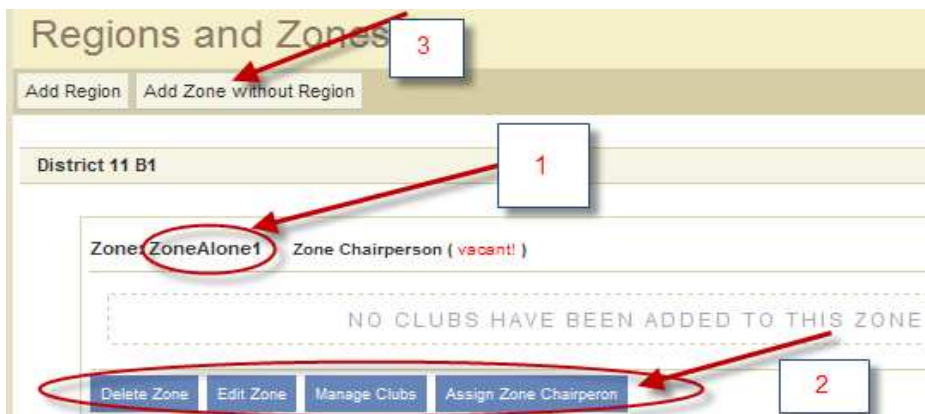 Regions and Zones
3
Add Region Add Zone without Region
District 11 B1
1
Zone: ZoneAlone1 Zone Chairperson ( vacant! )
NO CLUBS HAVE BEEN ADDED TO THIS ZONE
Delete Zone Edit Zone Manage Clubs Assign Zone Chairperon
2